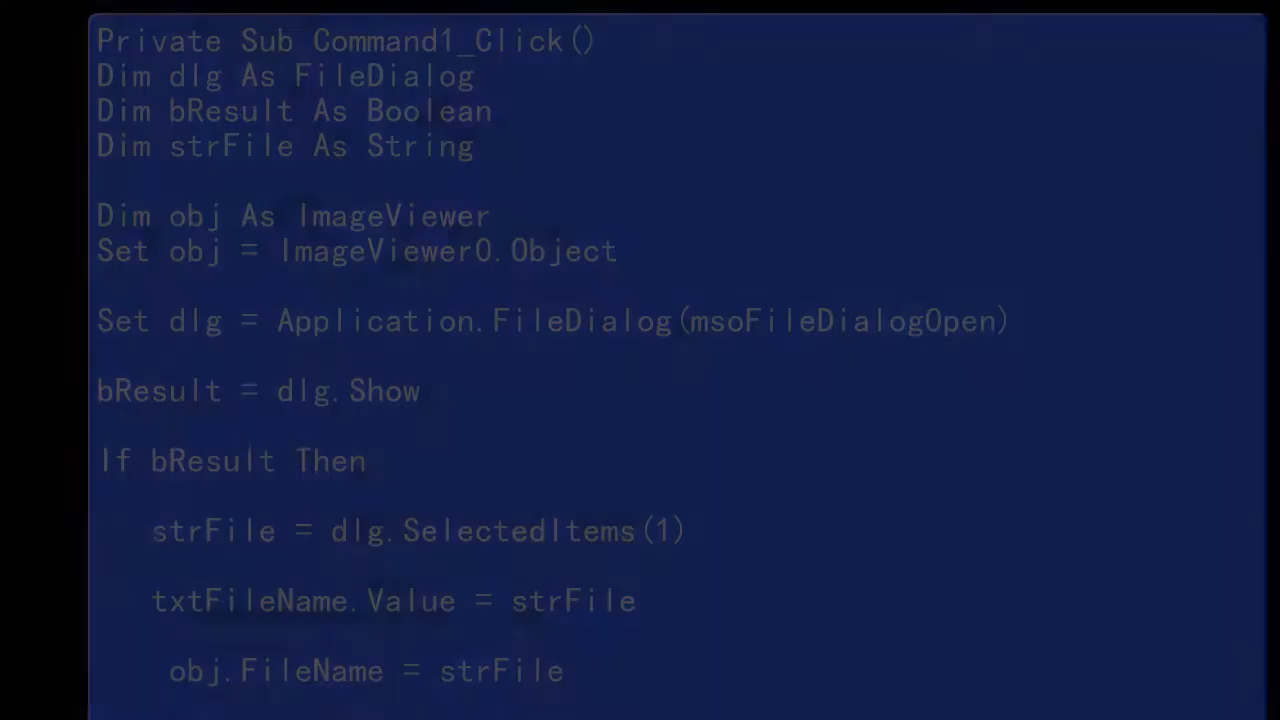 Private Sub Command1_Click()
Dim dlg As FileDialog
Dim bResult As Boolean
Dim strFile As String
Dim obj As ImageViewer
Set obj = ImageViewer0.Object
Set dlg = Application.FileDialog(msoFileDialogOpen)
bResult = dlg.Show
If bResult Then
strFile = dlg.SelectedItems(1)
txtFileName.Value = strFile
obj.FileName = strFile